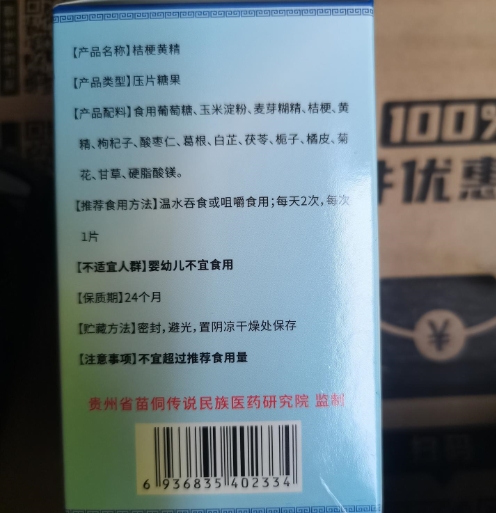 【产品名称】桔梗黄精
【产品类型】压片糖果
【产品配料】食用葡萄糖、玉米淀粉、麦芽糊精、桔梗、黄
精、枸杞子、酸枣仁、葛根、白芷、茯苓、栀子、橘皮、菊
花、甘草、硬脂酸镁。
【推荐食用方法】温水吞食或咀嚼食用;每天2次,每次
1片
【不适宜人群】婴幼儿不宜食用
【保质期】24个月
【贮藏方法】密封,避光,置阴凉干燥处保存
【注意事项】不宜超过推荐食用量
贵州省苗侗传说民族医药研究院 监制
6 936835 402334
100%
优惠
¥